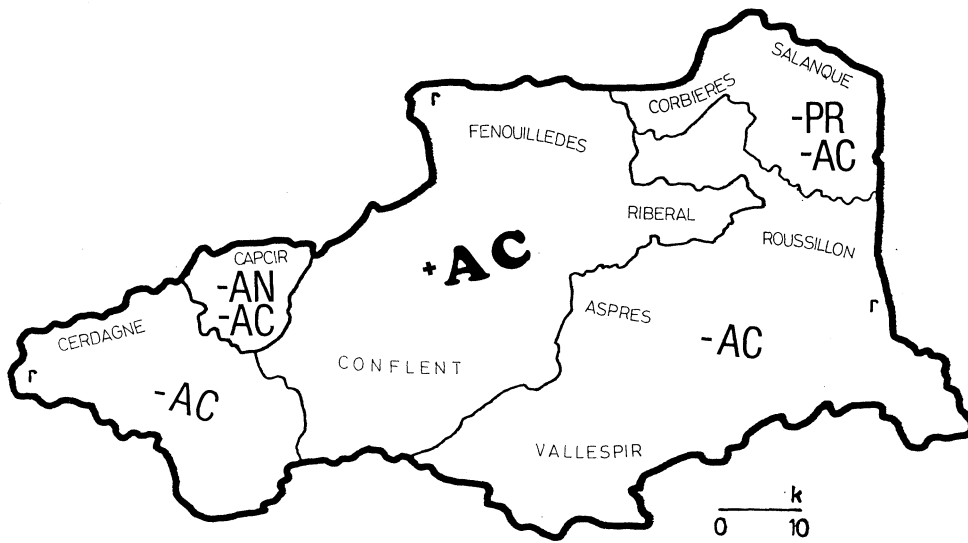 SALANQUE
CORBIERES
r
-PR
-AC
FENOUILLEDES
RIBERAL
ROUSSILLON
+AC
CAPCIR
-AN
-AC
ASPRES
r
CERDAGNE
-AC
CONFLENT
r
-AC
VALLESPIR
k
0 10